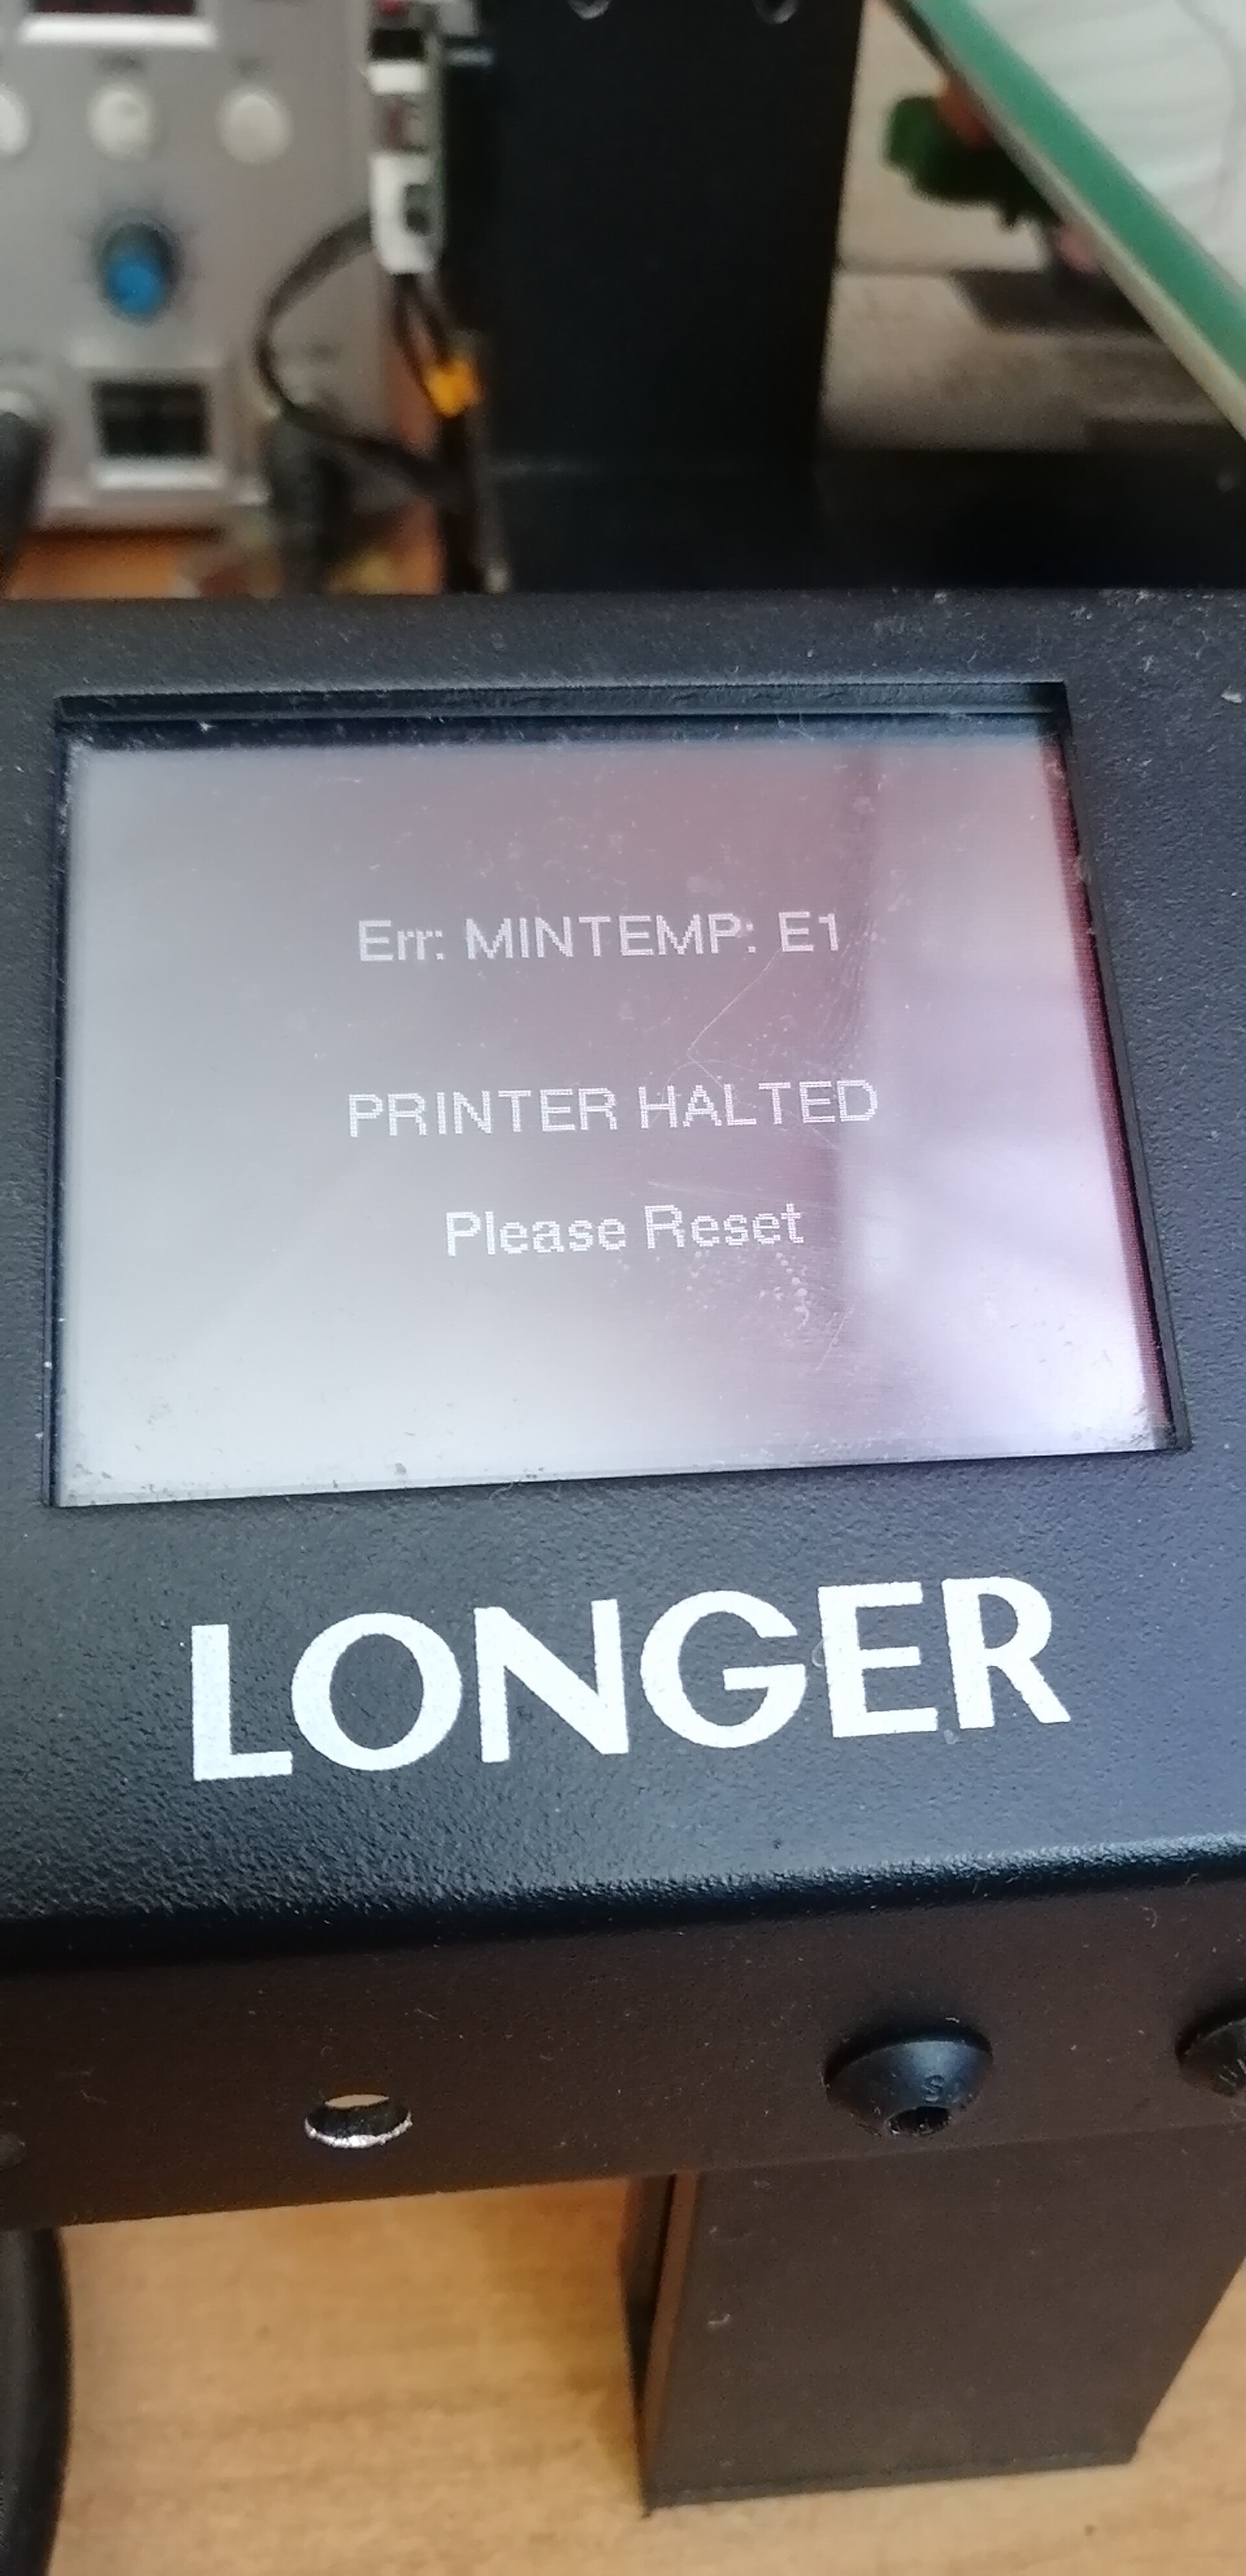 Err: MINTEMP: E1
PRINTER HALTED
Please Reset
LONGER